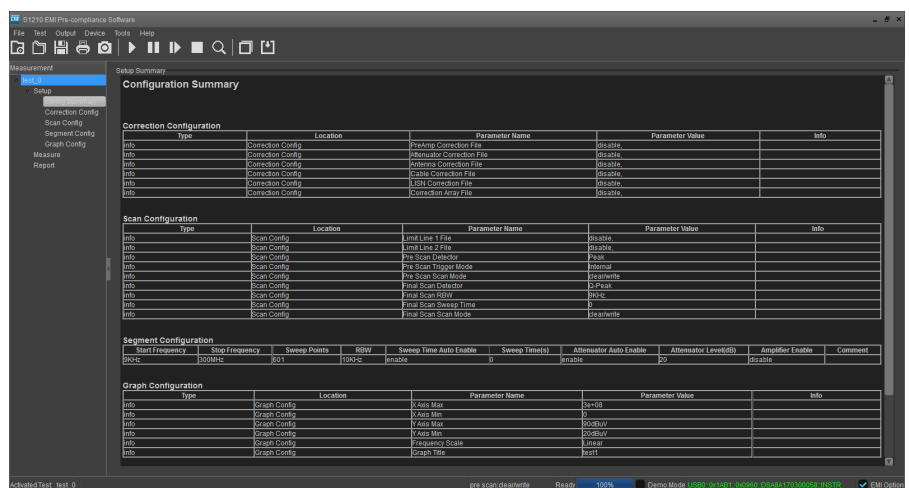 S1210 EMI Pre-compliance Software
File Test Output Device Tools Help
Measurement
test_0
Setup
Correction Config
Scan Config
Segment Config
Graph Config
Measure
Report
Setup Summary
Configuration Summary
Correction Configuration
Type Location Parameter Name Parameter Value Info
info Correction Config PreAmp Correction File disable,
info Correction Config Attenuator Correction File disable,
info Correction Config Antenna Correction File disable,
info Correction Config Cable Correction File disable,
info Correction Config LISN Correction File disable,
info Correction Config Correction Array File disable,
Scan Configuration
Type Location Parameter Name Parameter Value Info
info Scan Config Limit Line 1 File disable,
info Scan Config Limit Line 2 File disable,
info Scan Config Pre Scan Detector Peak
info Scan Config Pre Scan Trigger Mode Internal
info Scan Config Pre Scan Scan Mode clear/write
info Scan Config Final Scan Detector Q-Peak
info Scan Config Final Scan RBW 9KHz
info Scan Config Final Scan Sweep Time 0
info Scan Config Final Scan Scan Mode clear/write
Segment Configuration
Start Frequency Stop Frequency Sweep Points RBW Sweep Time Auto Enable Sweep Time(s) Attenuator Auto Enable Attenuator Level(dB) Amplifier Enable Comment
9KHz 300MHz 601 10KHz enable 0 enable 20 disable
Graph Configuration
Type Location Parameter Name Parameter Value Info
info Graph Config X Axis Max 3e+08
info Graph Config X Axis Min 0
info Graph Config Y Axis Max 90dBuV
info Graph Config Y Axis Min 20dBuV
info Graph Config Frequency Scale Linear
info Graph Config Graph Title test1
Activated Test: test_0 pre scan:clear/write Ready 100% Demo Mode USB0::0x1AB1::0x0960::DSA8A170300058::INSTR EMI Option